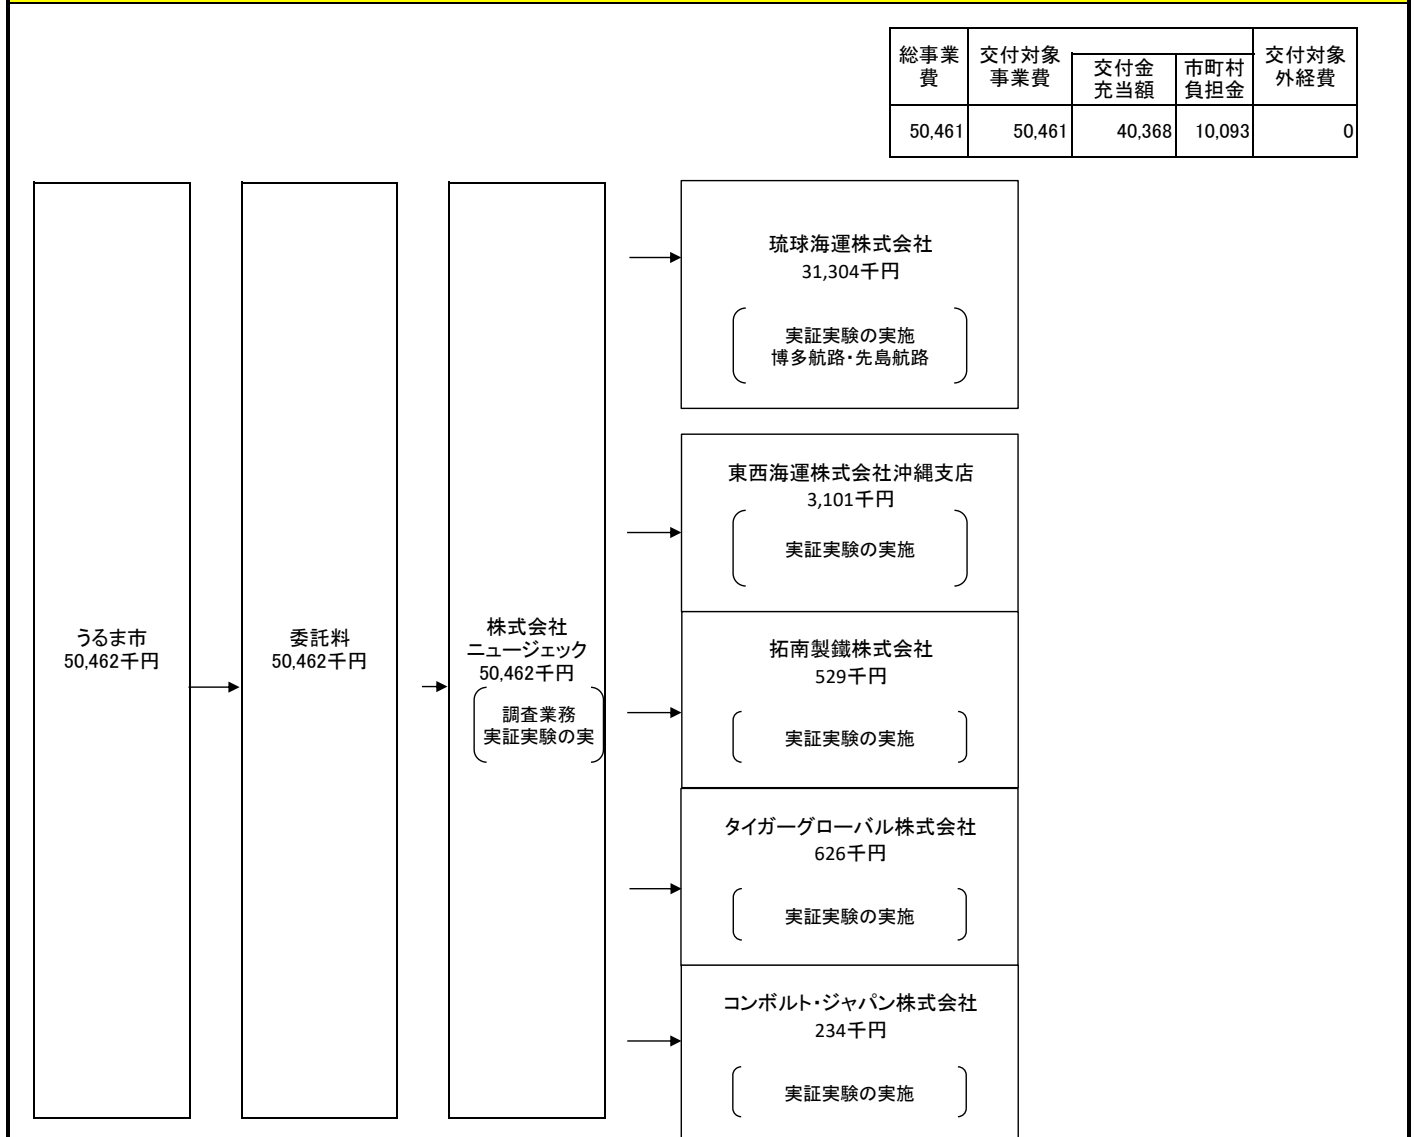 総事業
費
交付対象
事業費
交付金
充当額
市町村
負担金
交付対象
外経費
50,461
50,461
40,368
10,093
0
うるま市
50,462千円
委託料
50,462千円
株式会社
ニュージェック
50,462千円
調査業務
実証実験の実
琉球海運株式会社
31,304千円
実証実験の実施
博多航路・先島航路
東西海運株式会社沖縄支店
3,101千円
実証実験の実施
拓南製鐵株式会社
529千円
実証実験の実施
タイガーグローバル株式会社
626千円
実証実験の実施
コンボルト・ジャパン株式会社
234千円
実証実験の実施